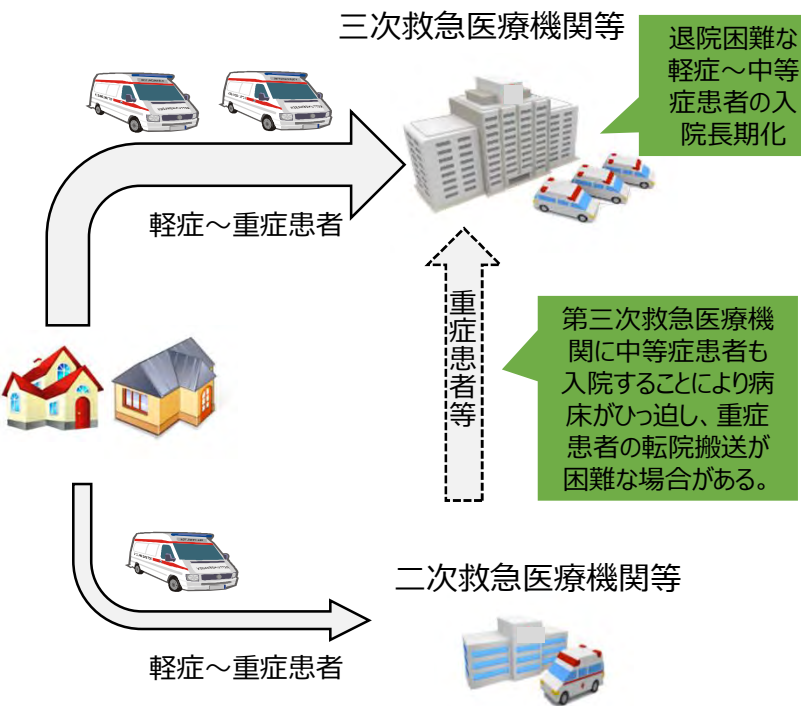 三次救急医療機関等
退院困難な
軽症～中等
症患者の入
院長期化
軽症～重症患者
重症患者等
第三次救急医療機
関に中等症患者も
入院することにより病
床がひっ迫し、重症
患者の転院搬送が
困難な場合がある。
二次救急医療機関等
軽症～重症患者